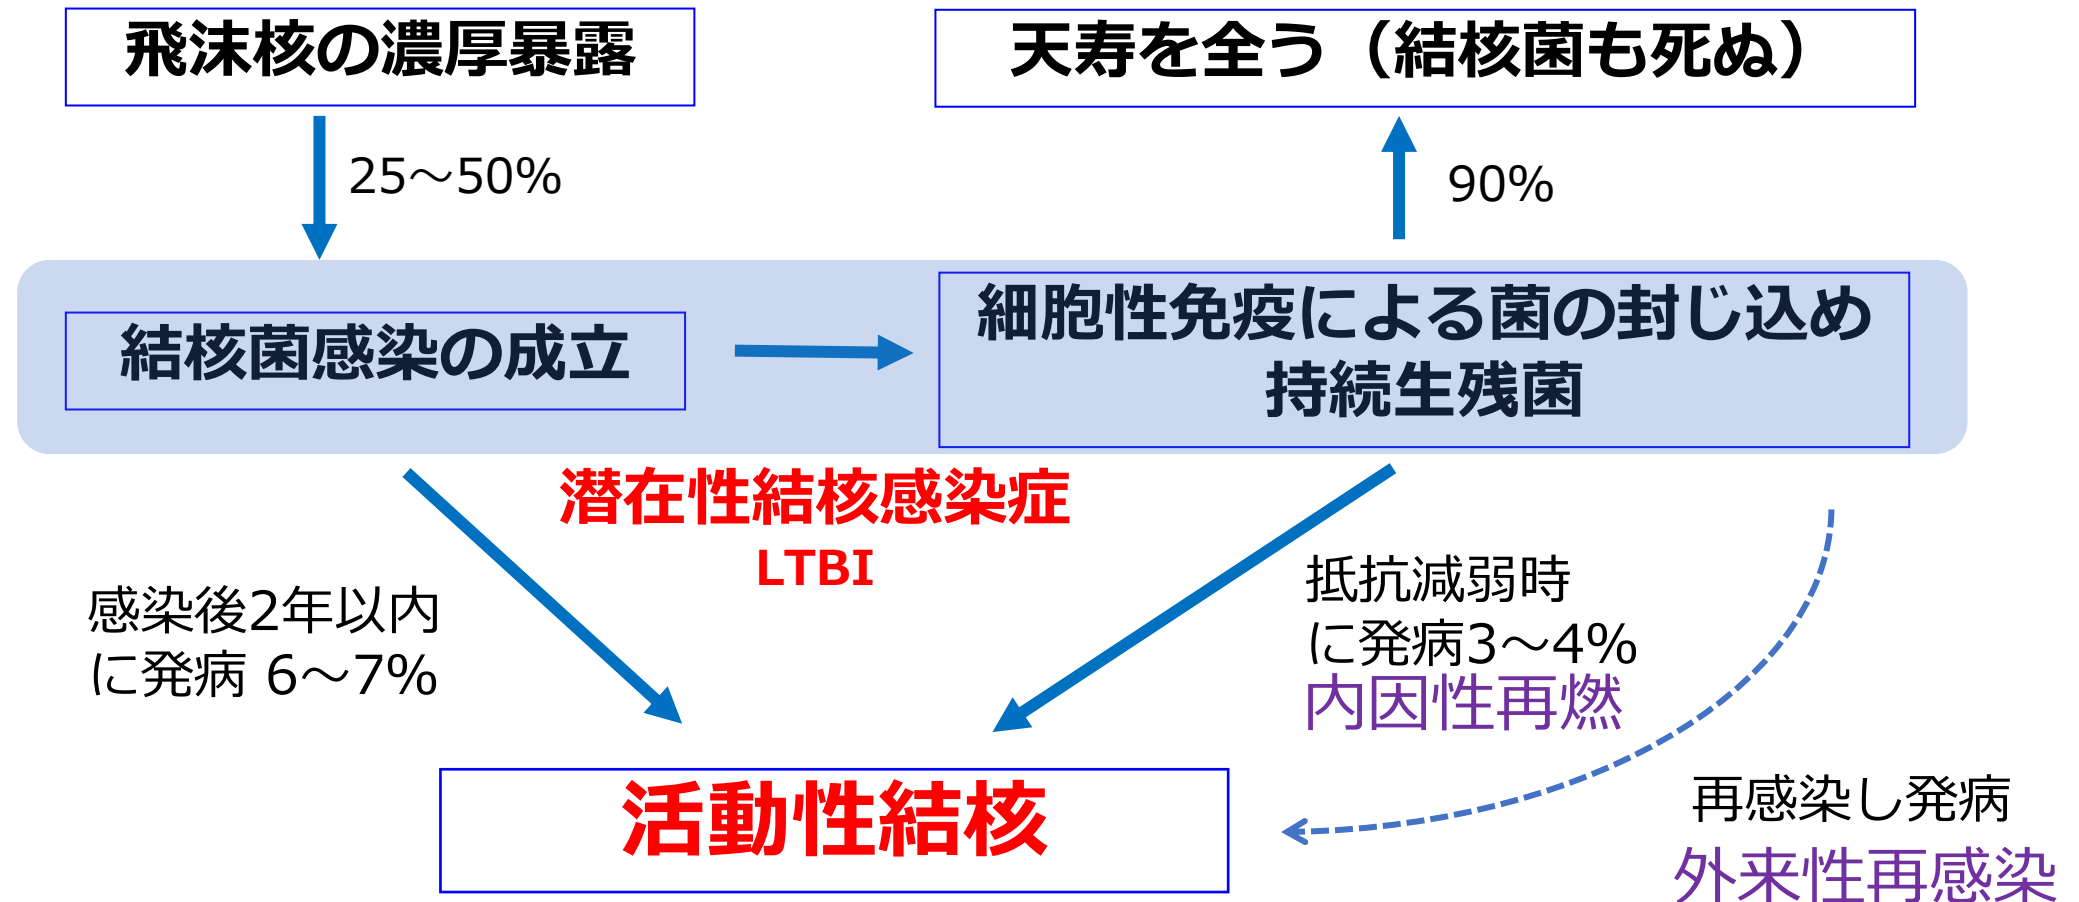 飛沫核の濃厚暴露
天寿を全う（結核菌も死ぬ）
25～50%
90%
結核菌感染の成立
細胞性免疫による菌の封じ込め
持続生残菌
潜在性結核感染症
LTBI
感染後2年以内
に発病 6～7%
抵抗減弱時
に発病3～4%
内因性再燃
活動性結核
再感染し発病
外来性再感染